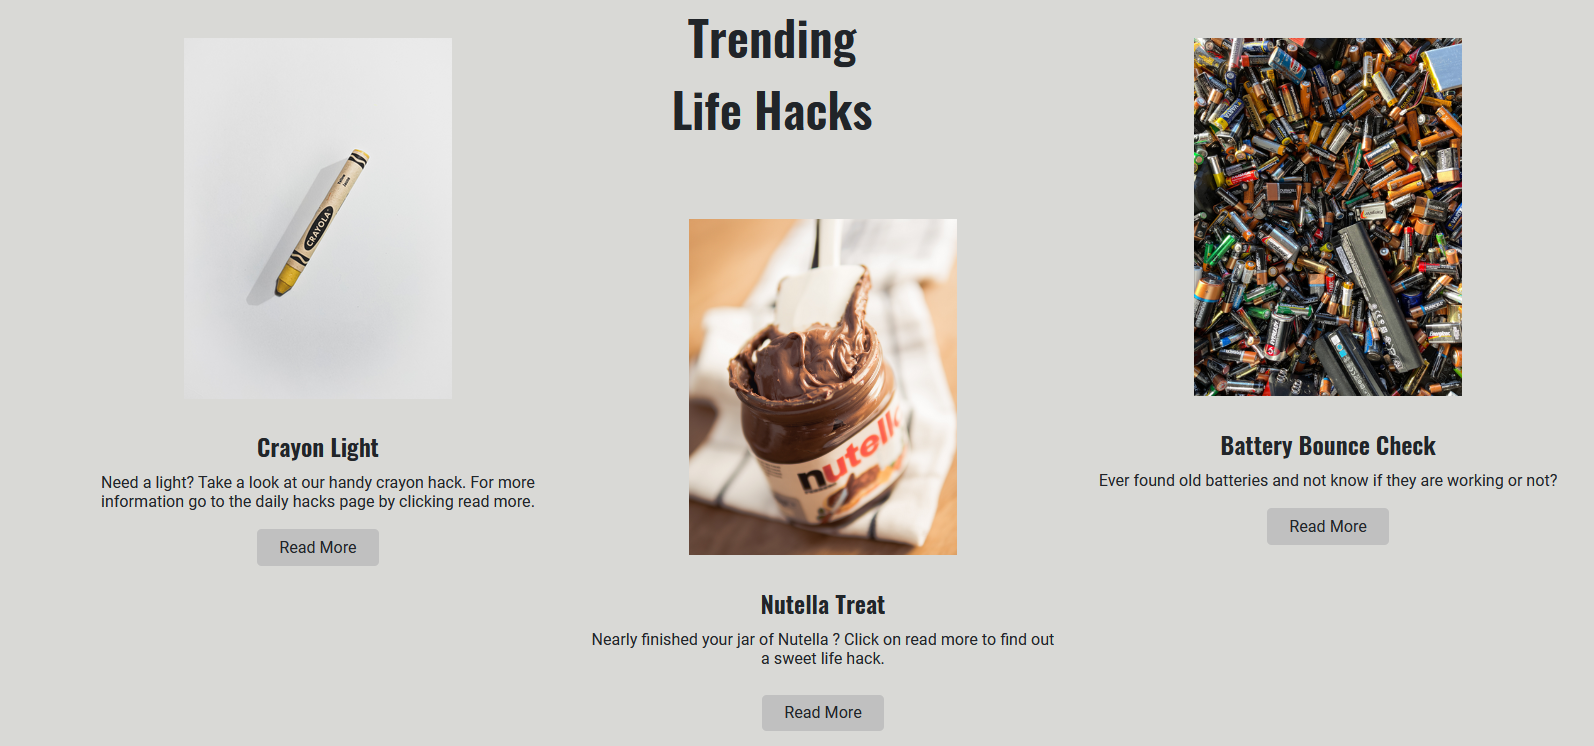 Trending
Life Hacks
CRAYOLA
nutella
Crayon Light
Need a light? Take a look at our handy crayon hack. For more
information go to the daily hacks page by clicking read more.
Read More
Nutella Treat
Nearly finished your jar of Nutella ? Click on read more to find out
a sweet life hack.
Read More
Battery Bounce Check
Ever found old batteries and not know if they are working or not?
Read More